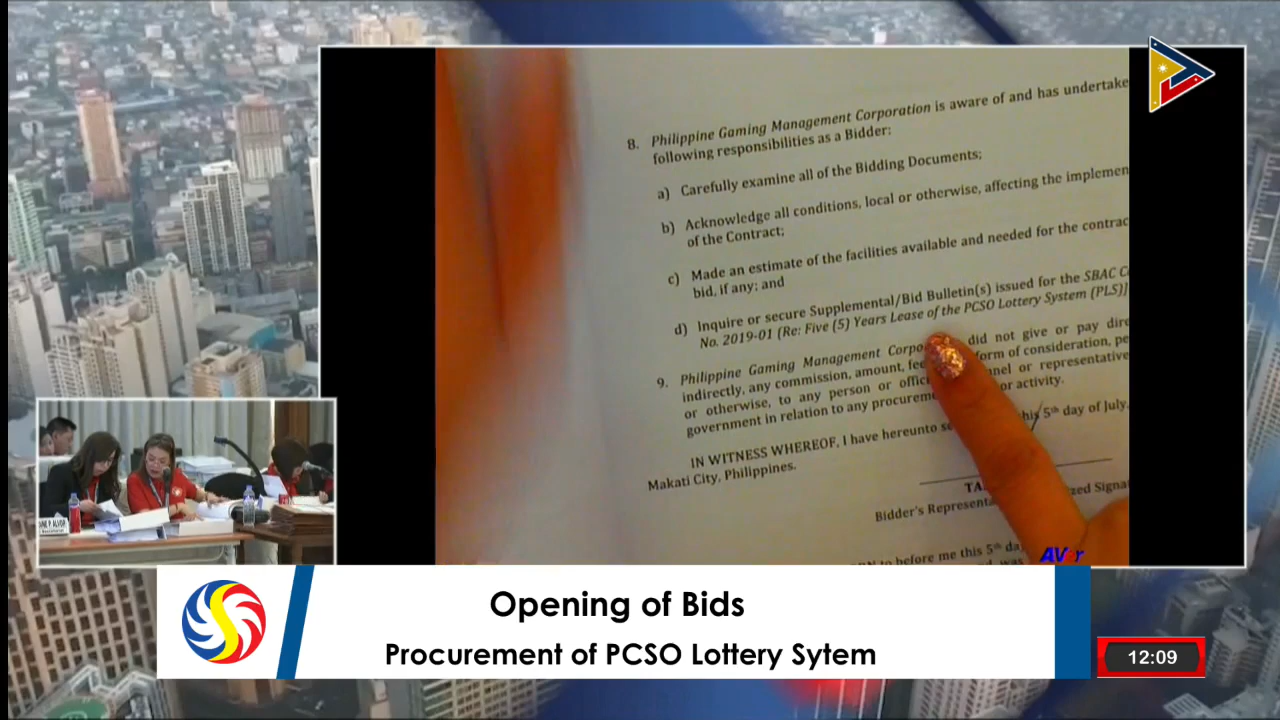 8. Philippine Gaming Management Corporation is aware of and has undertake
following responsibilities as a Bidder:
a) Carefully examine all of the Bidding Documents;
b) Acknowledge all conditions, local or otherwise, affecting the implemen
of the Contract;
c) Made an estimate of the facilities available and needed for the contrac
bid, if any; and
d) Inquire or secure Supplemental/Bid Bulletin(s) issued for the SBAC C
No. 2019-01 (Re: Five (5) Years Lease of the PCSO Lottery System (PLS)]
9. Philippine Gaming Management Corpo did not give or pay dire
indirectly, any commission, amount, fee form of consideration, pe
or otherwise, to any person or offic nel or representative
government in relation to any procureme or activity.
IN WITNESS WHEREOF, I have hereunto se this 5th day of July,
Makati City, Philippines.
TA zed Signa
Bidder's Representa
to before me this 5th da
was
AVer
Opening of Bids
Procurement of PCSO Lottery Sytem
12:09